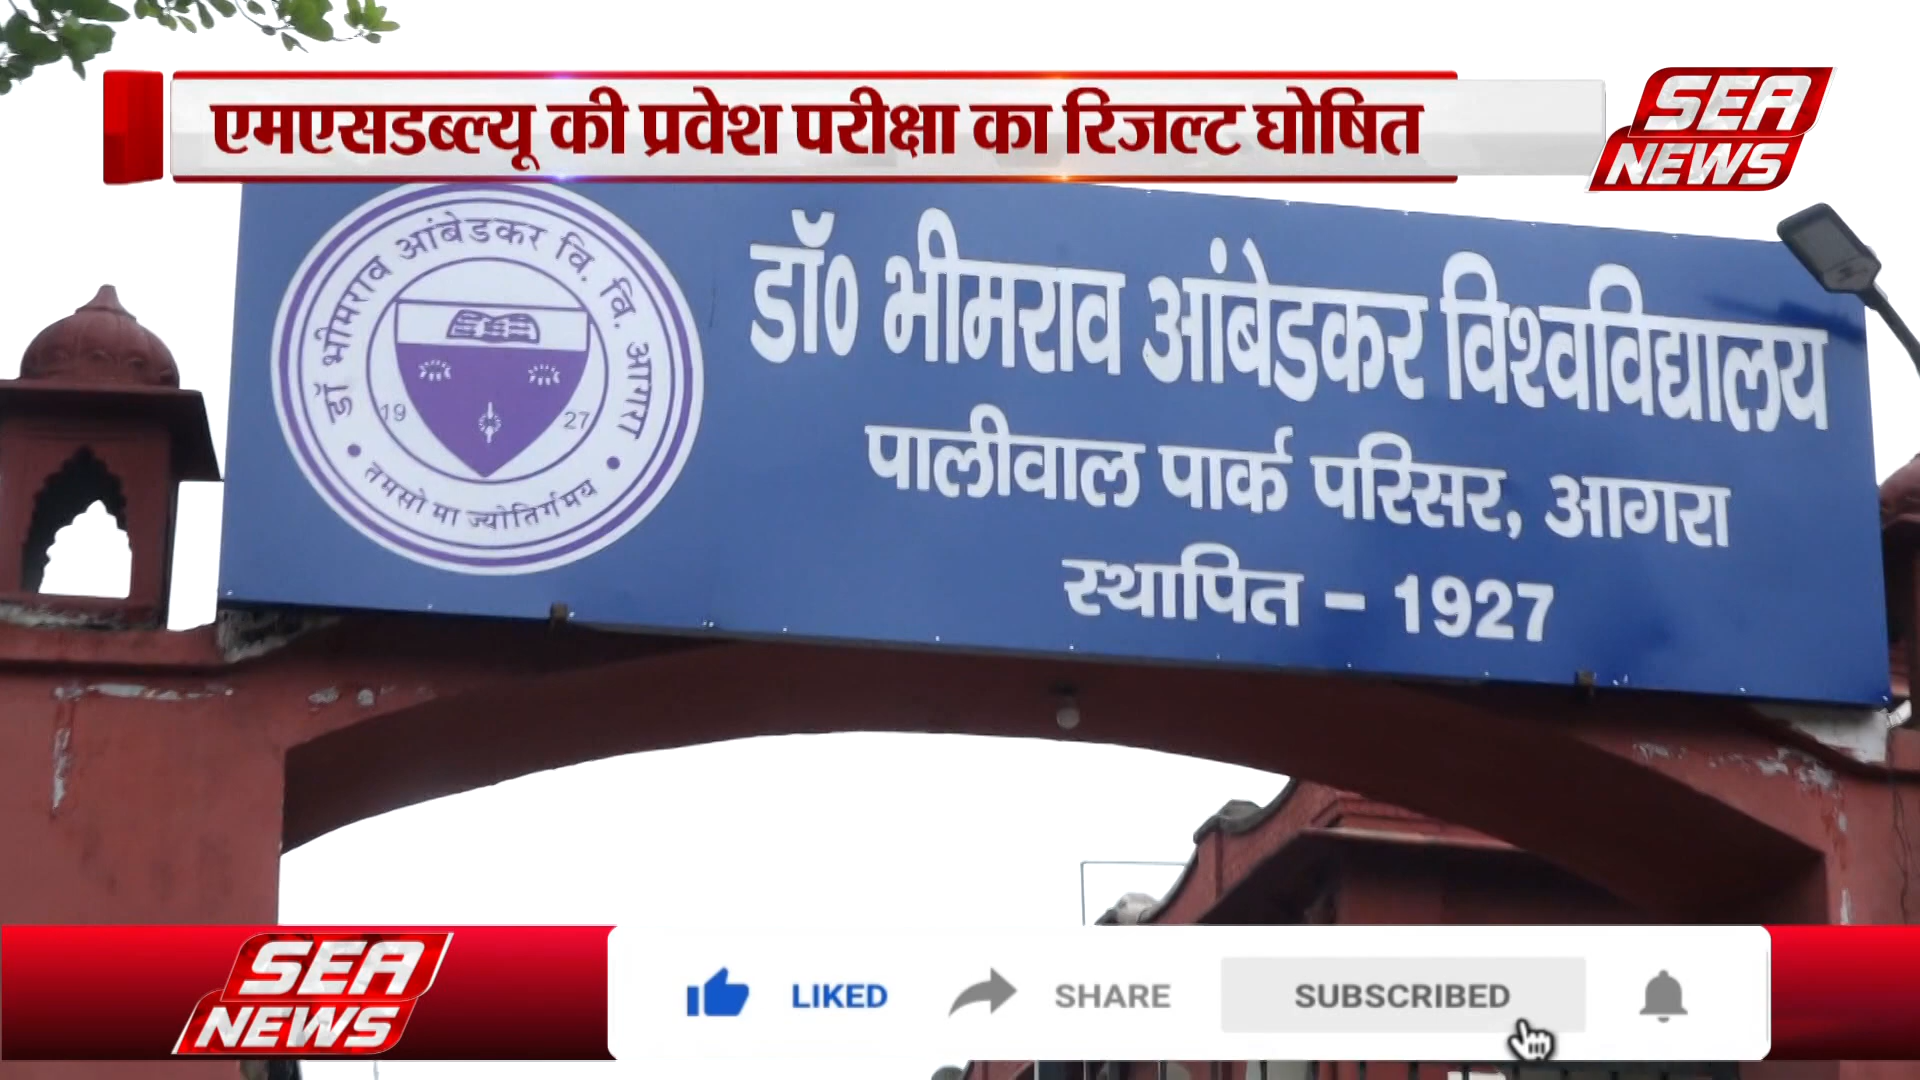 एमएसडब्ल्यू की प्रवेश परीक्षा का रिजल्ट घोषित
SEA
NEWS
डॉ भीमराव आंबेडकर वि. वि. आगरा
19 27
तमसो मा ज्योतिर्गमय
डॉ० भीमराव आंबेडकर विश्वविद्यालय
पालीवाल पार्क परिसर, आगरा
स्थापित - 1927
SEA
NEWS
LIKED SHARE SUBSCRIBED